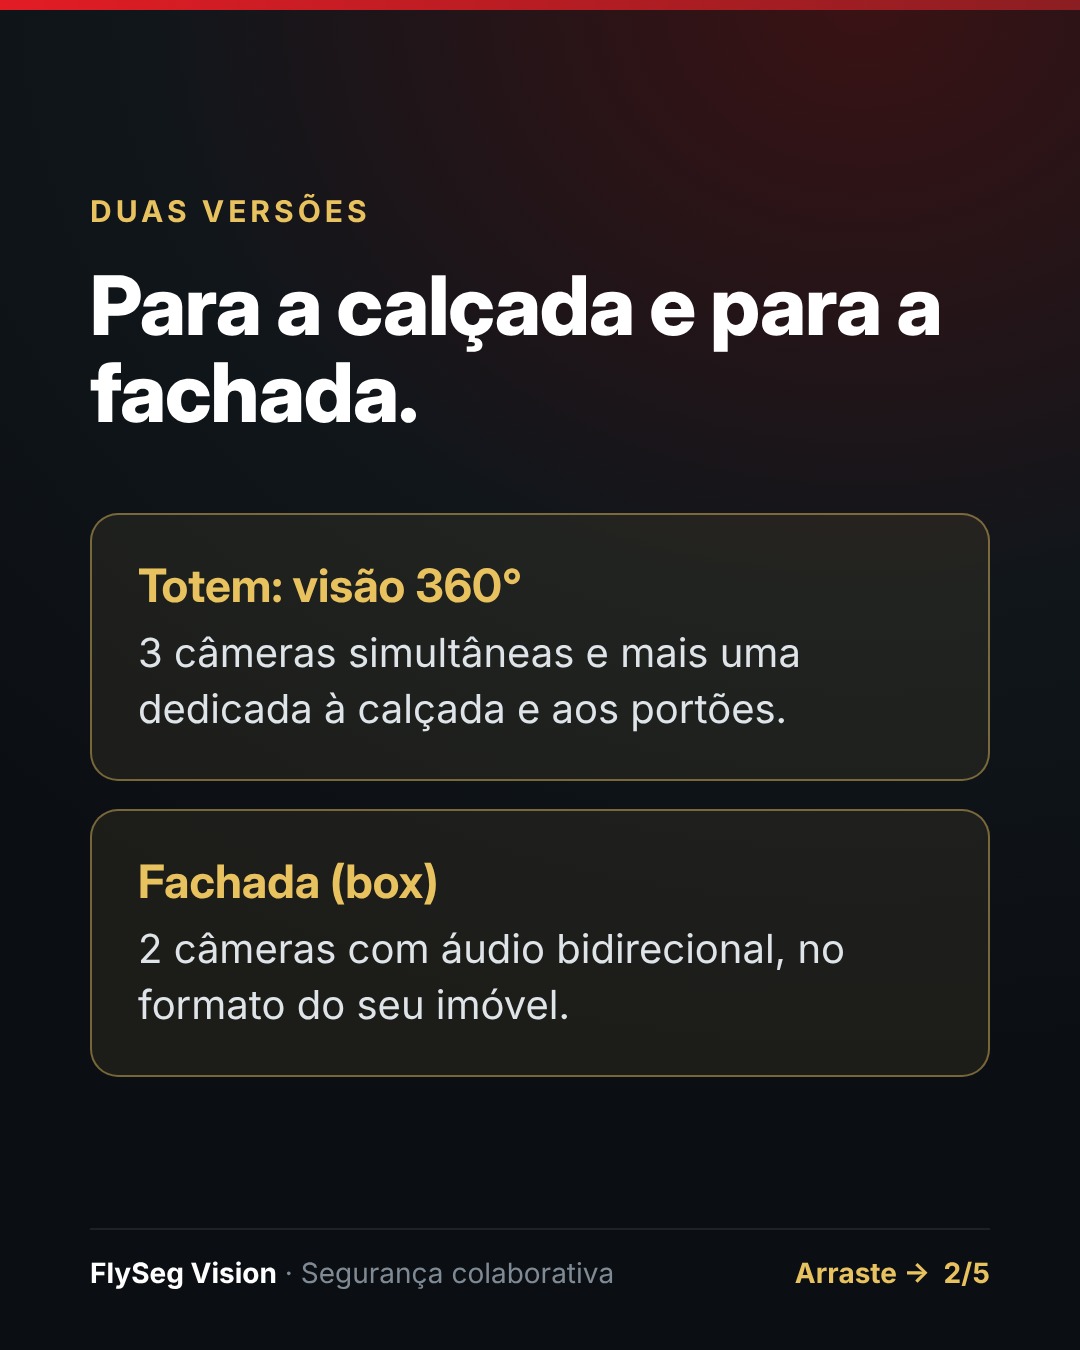 DUAS VERSÕES
Para a calçada e para a
fachada.
Totem: visão 360°
3 câmeras simultâneas e mais uma
dedicada à calçada e aos portões.
Fachada (box)
2 câmeras com áudio bidirecional, no
formato do seu imóvel.
FlySeg Vision · Segurança colaborativa
Arraste → 2/5